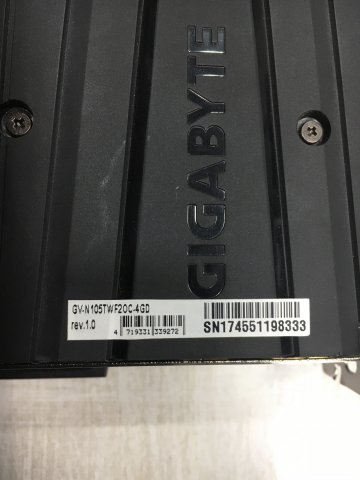 GIGABYTE
GV-N105TWF2OC-4GD
rev.1.0
4 719331 339272
SN174551198333